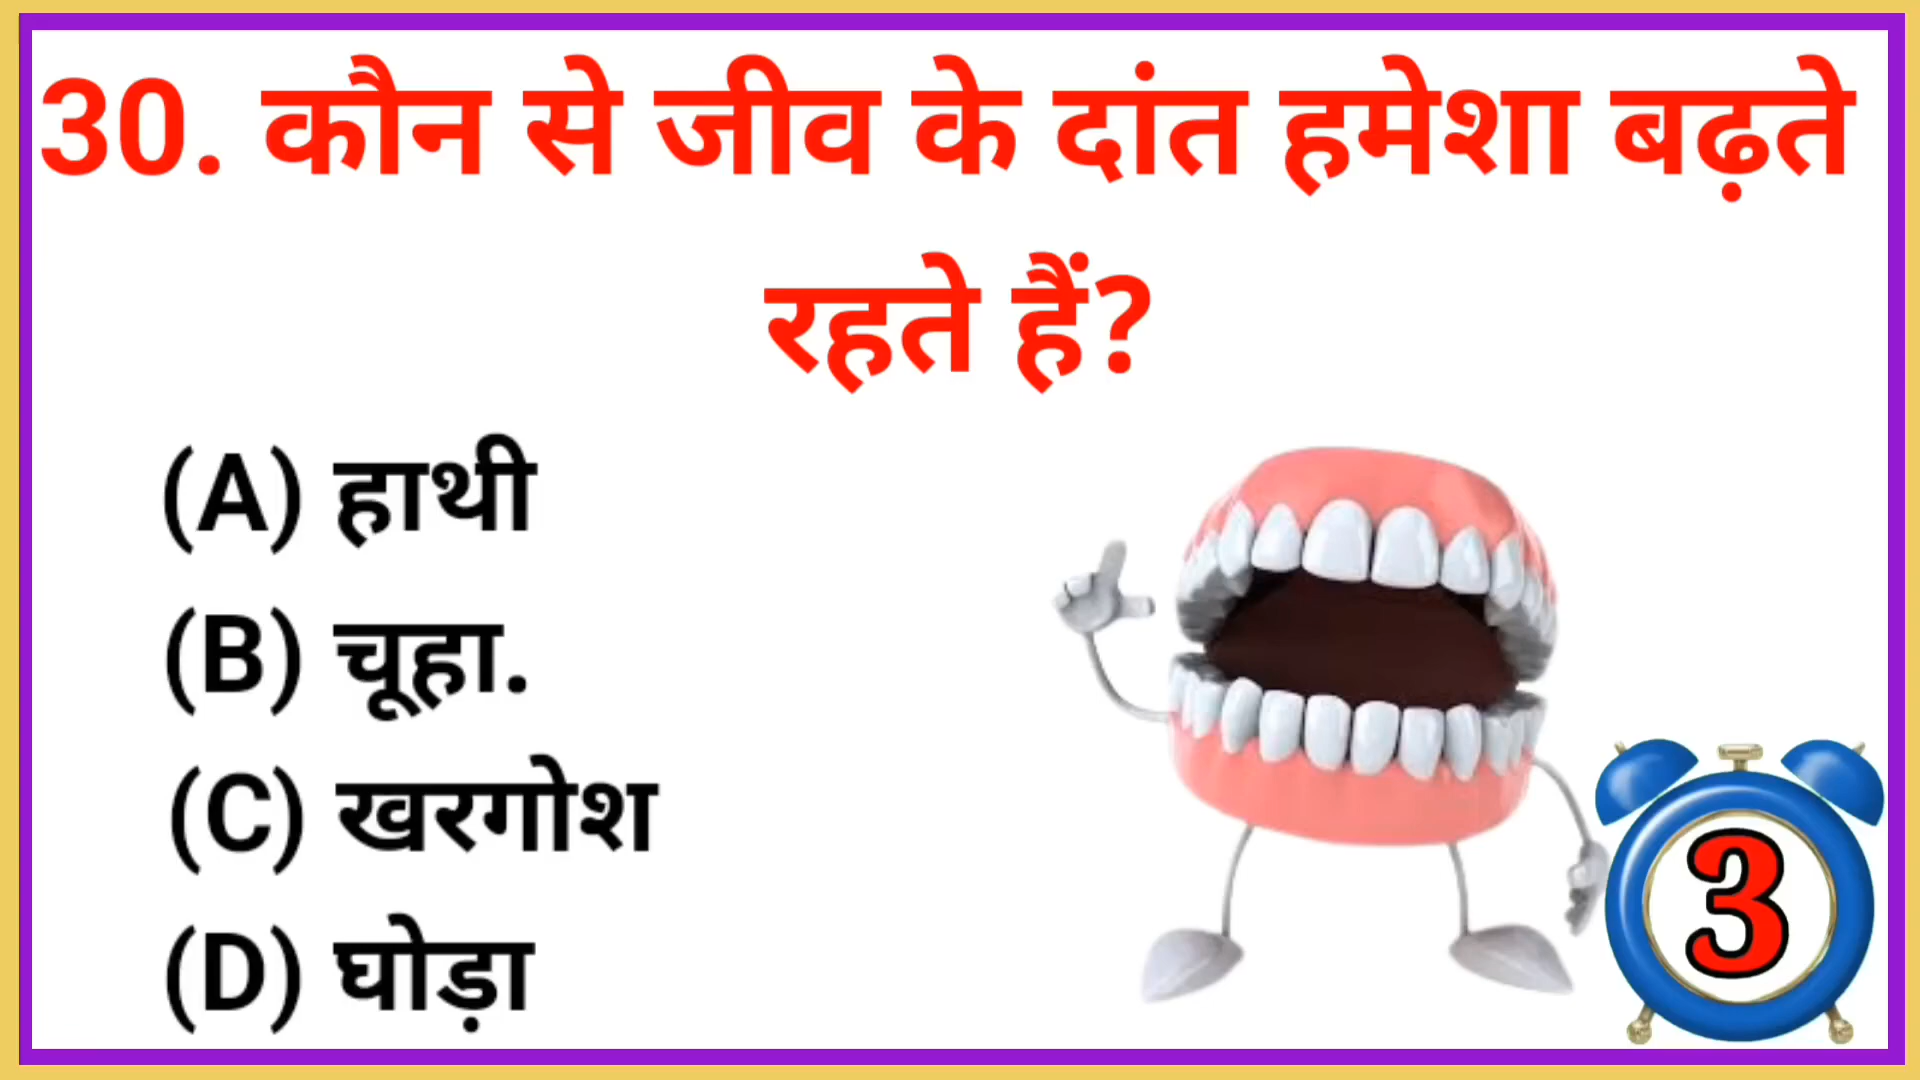 30. कौन से जीव के दांत हमेशा बढ़ते
रहते हैं?
(A) हाथी
(B) चूहा.
(C) खरगोश
(D) घोड़ा
3